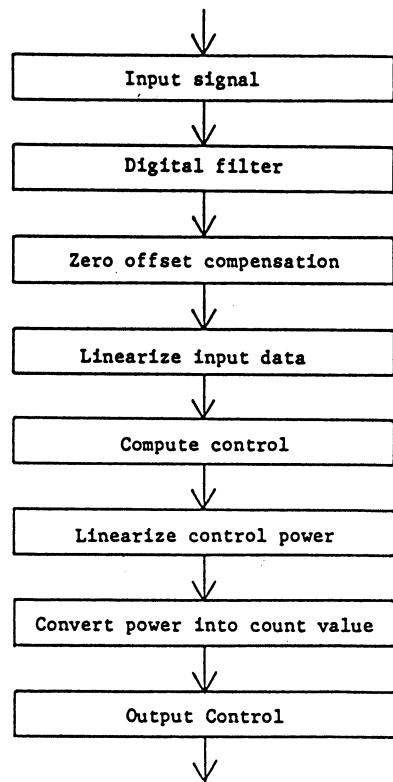 Input signal
Digital filter
Zero offset compensation
Linearize input data
Compute control
Linearize control power
Convert power into count value
Output Control